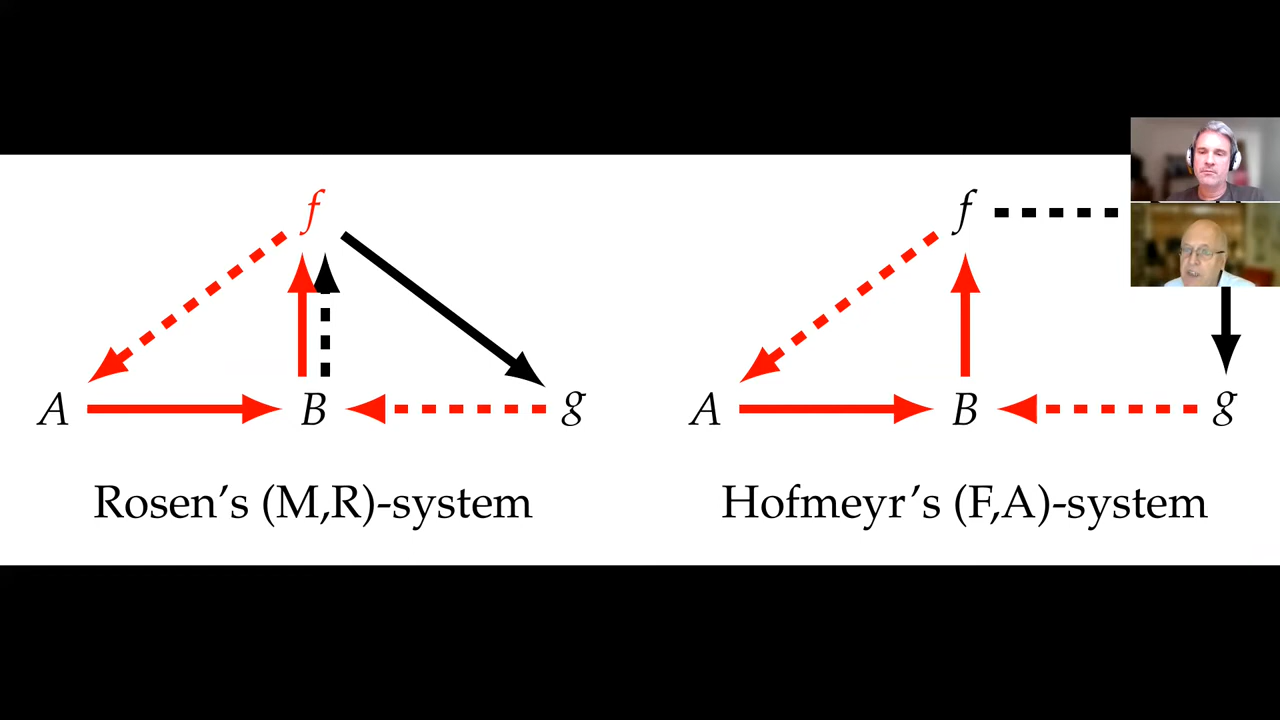 f
A B g
Rosen's (M,R)-system
f
A B g
Hofmeyr's (F,A)-system